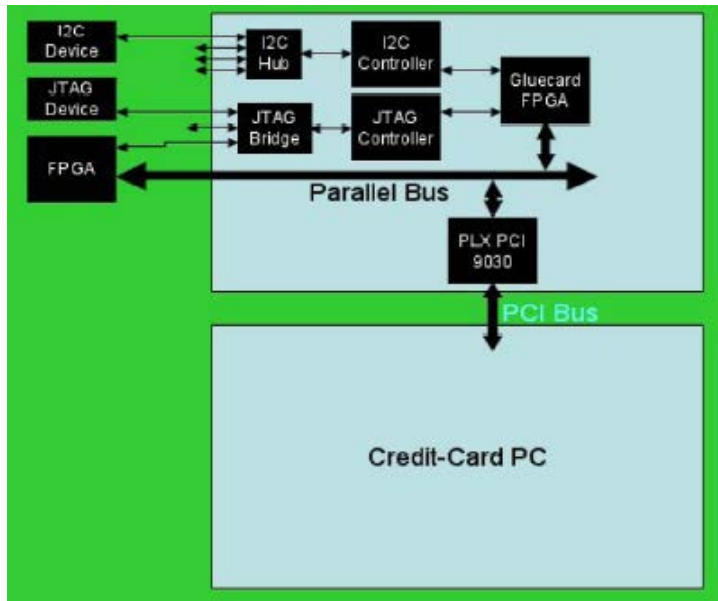 I2C
Device
I2C
Hub
I2C
Controller
Gluecard
FPGA
JTAG
Device
JTAG
Bridge
JTAG
Controller
FPGA
Parallel Bus
PLX PCI
9030
PCI Bus
Credit-Card PC